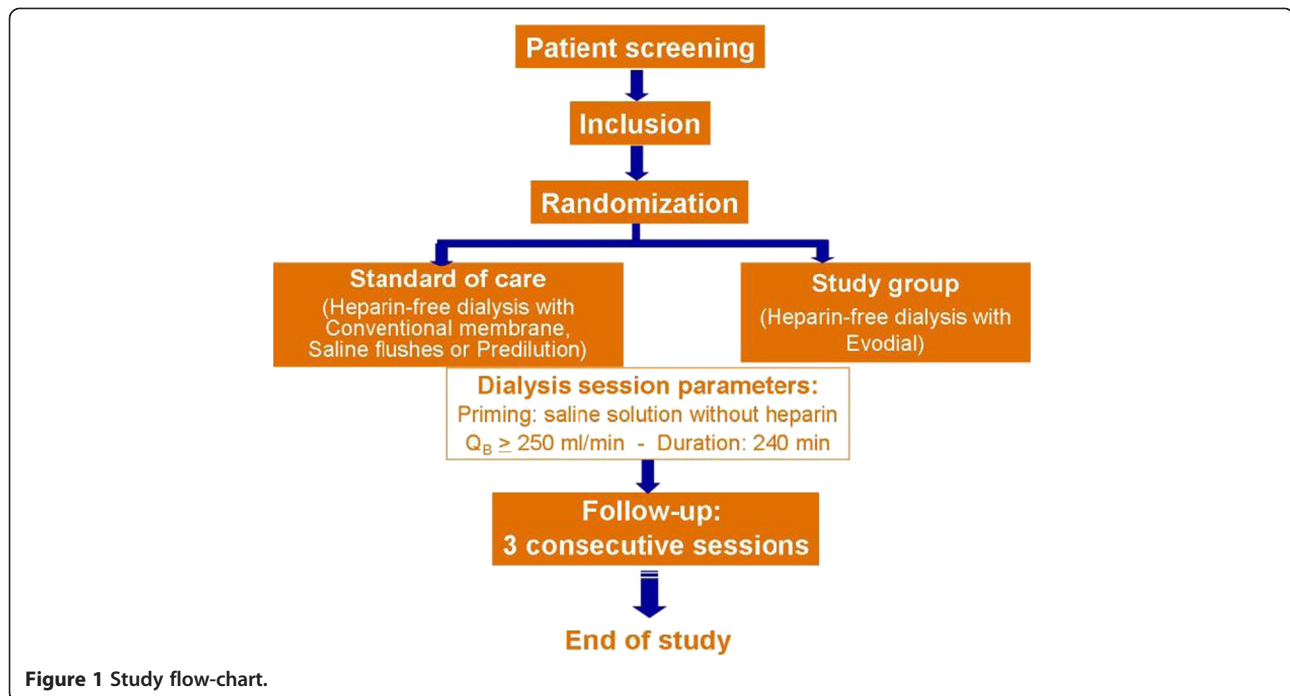 Patient screening
Inclusion
Randomization
Standard of care
(Heparin-free dialysis with
Conventional membrane,
Saline flushes or Predilution)
Study group
(Heparin-free dialysis with
Evodial)
Dialysis session parameters:
Priming: saline solution without heparin
QB ≥ 250 ml/min - Duration: 240 min
Follow-up:
3 consecutive sessions
End of study
Figure 1 Study flow-chart.